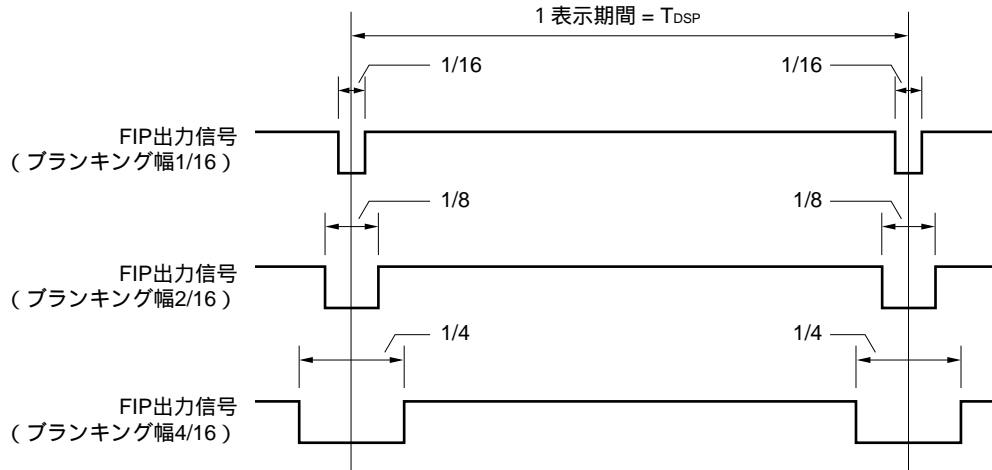 1 表示期間 = TDSP
1/16 1/16
FIP出力信号
( ブランキング幅1/16 )
1/8 1/8
FIP出力信号
( ブランキング幅2/16 )
1/4 1/4
FIP出力信号
( ブランキング幅4/16 )